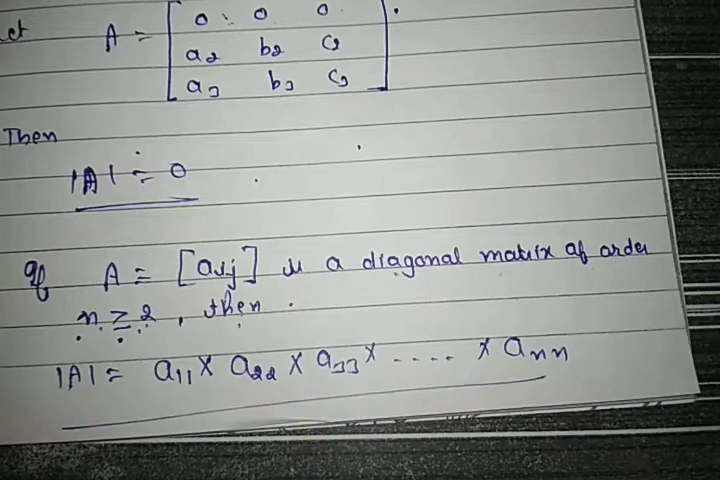 A = [ 0 0 0
a2 b2 c2
a3 b3 c3 ].
Then
|A| = 0
If A = [aij] is a diagonal matrix of order
n ≥ 2, then
|A| = a11 × a22 × a33 × .... × ann